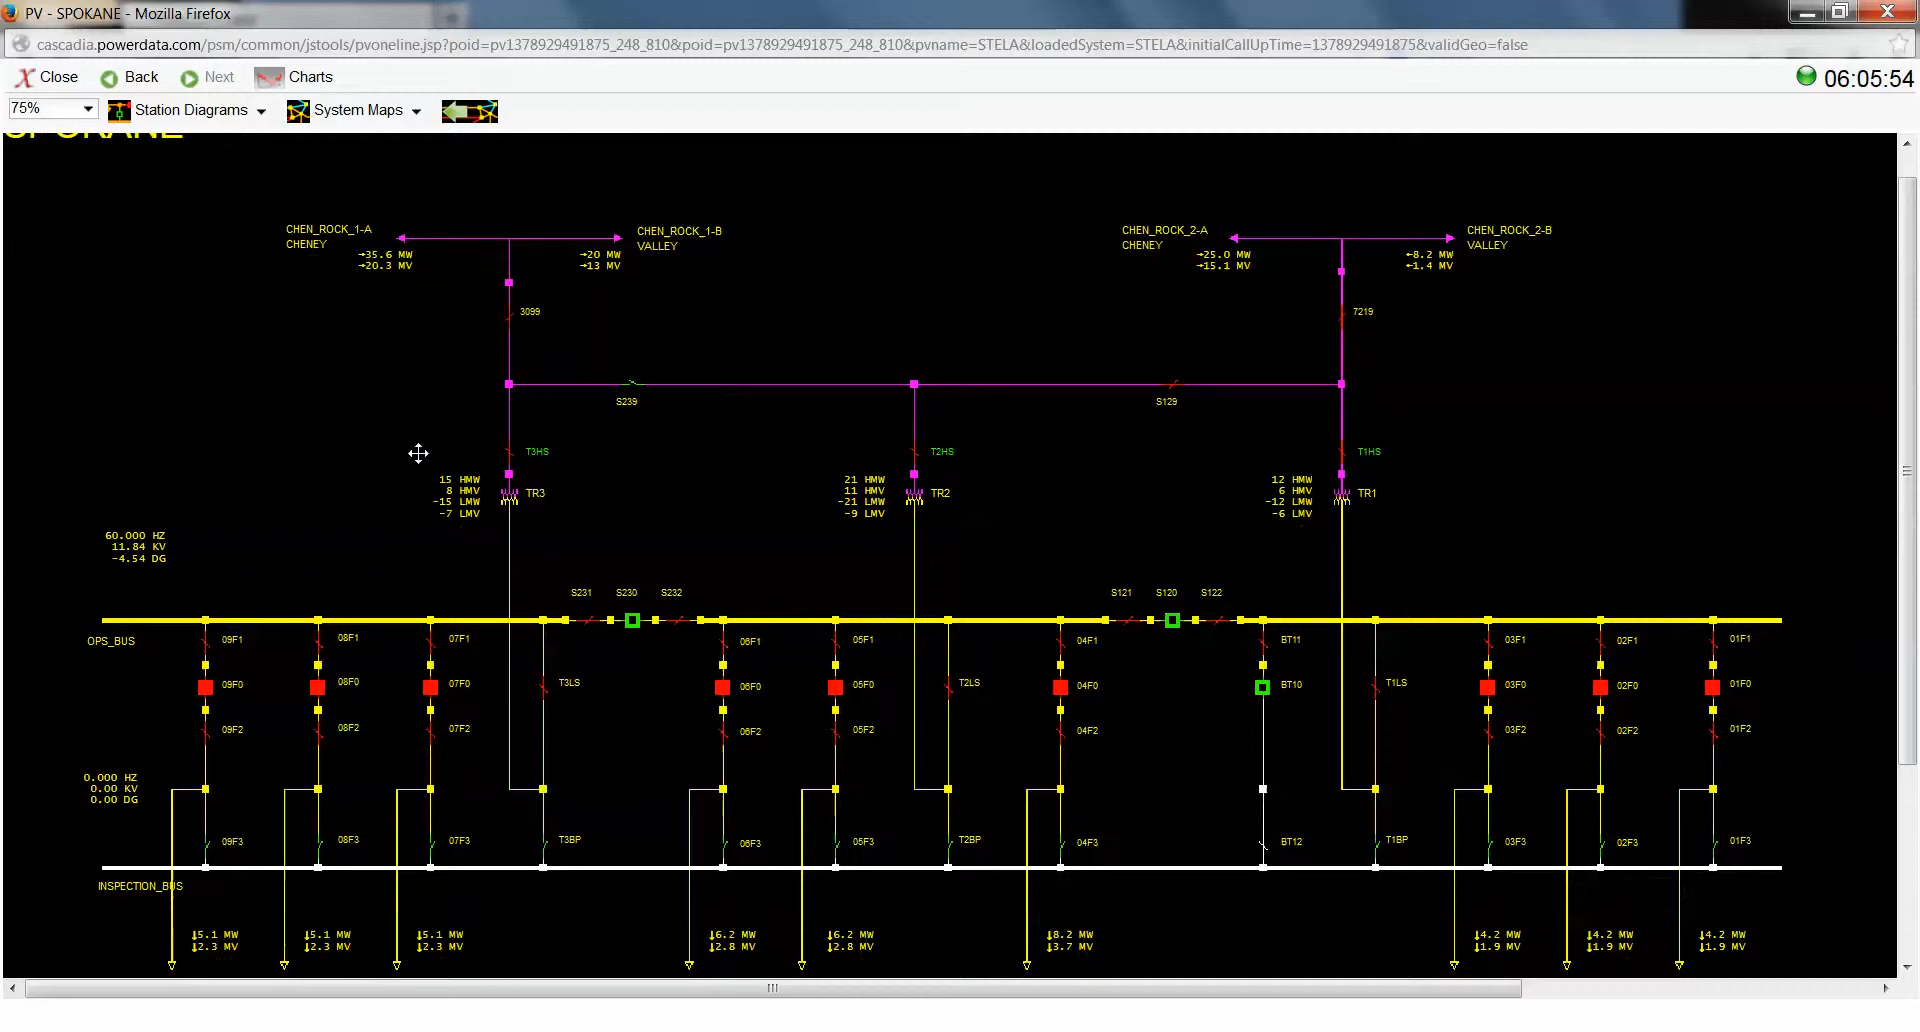 PV - SPOKANE - Mozilla Firefox
cascadia.powerdata.com/psm/common/jstools/pvoneline.jsp?poid=pv1378929491875_248_810&poid=pv1378929491875_248_810&pvname=STELA&loadedSystem=STELA&initialCallUpTime=1378929491875&validGeo=false
Close Back Next Charts 06:05:54
75% Station Diagrams System Maps
SPOKANE
CHEN_ROCK_1-A
CHENEY
→35.6 MW
→20.3 MV
CHEN_ROCK_1-B
VALLEY
→20 MW
→13 MV
CHEN_ROCK_2-A
CHENEY
→25.0 MW
→15.1 MV
CHEN_ROCK_2-B
VALLEY
←8.2 MW
←1.4 MV
3099 7219
S239 S129
T3HS T2HS T1HS
15 HMW
8 HMV
-15 LMW
-7 LMV
TR3
21 HMW
11 HMV
-21 LMW
-9 LMV
TR2
12 HMW
6 HMV
-12 LMW
-6 LMV
TR1
60.000 HZ
11.84 KV
-4.54 DG
S231 S230 S232 S121 S120 S122
OPS_BUS 09F1 08F1 07F1 06F1 05F1 04F1 BT11 03F1 02F1 01F1
09F0 08F0 07F0 T3LS 06F0 05F0 T2LS 04F0 BT10 T1LS 03F0 02F0 01F0
09F2 08F2 07F2 06F2 05F2 04F2 03F2 02F2 01F2
0.000 HZ
0.00 KV
0.00 DG
09F3 08F3 07F3 T3BP 06F3 05F3 T2BP 04F3 BT12 T1BP 03F3 02F3 01F3
INSPECTION_BUS
↓5.1 MW ↓5.1 MW ↓5.1 MW ↓6.2 MW ↓6.2 MW ↓8.2 MW ↓4.2 MW ↓4.2 MW ↓4.2 MW
↓2.3 MV ↓2.3 MV ↓2.3 MV ↓2.8 MV ↓2.8 MV ↓3.7 MV ↓1.9 MV ↓1.9 MV ↓1.9 MV